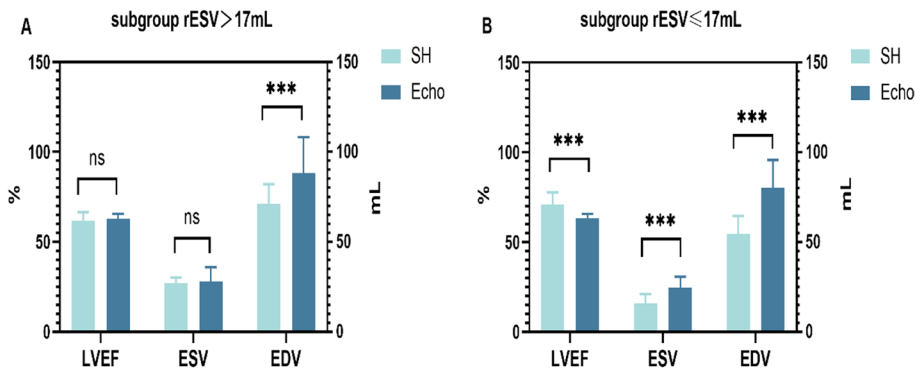 A
subgroup rESV＞17mL
150
100
50
0
%
ns
ns
***
LVEF
ESV
EDV
150
100
50
0
mL
SH
Echo
B
subgroup rESV≤17mL
150
100
50
0
%
***
***
***
LVEF
ESV
EDV
150
100
50
0
mL
SH
Echo